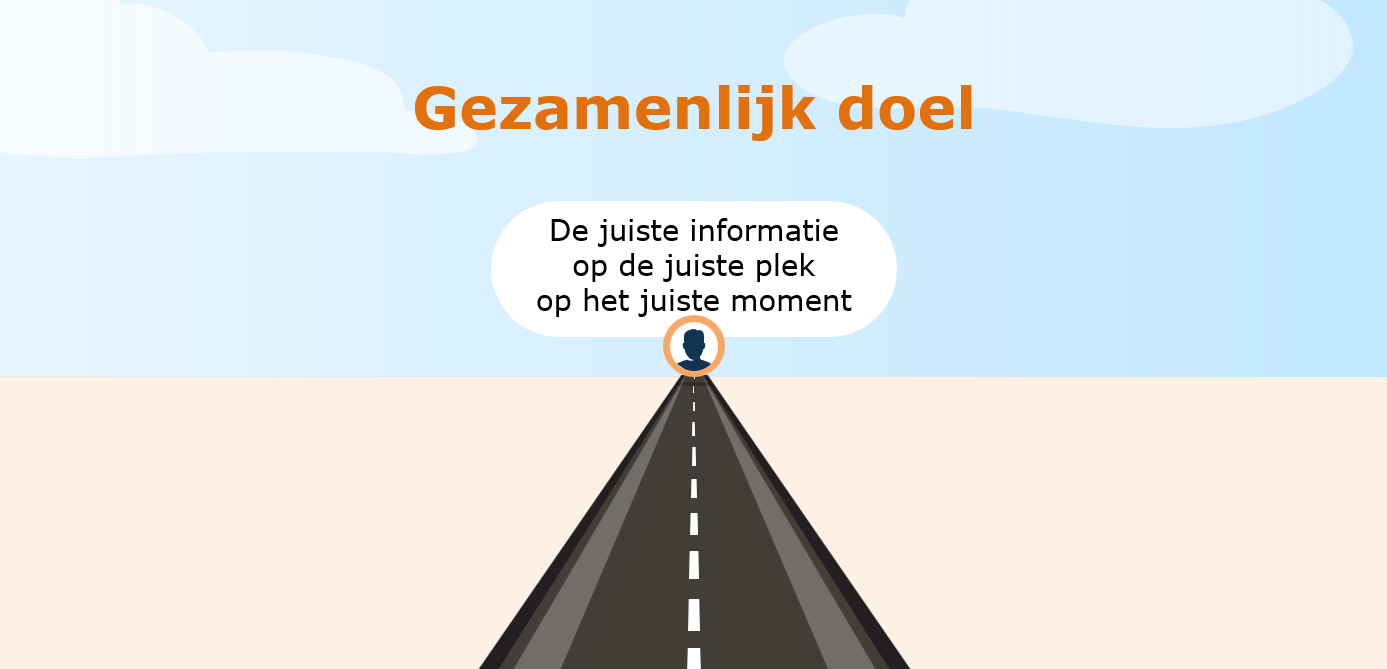 Gezamenlijk doel
De juiste informatie
op de juiste plek
op het juiste moment